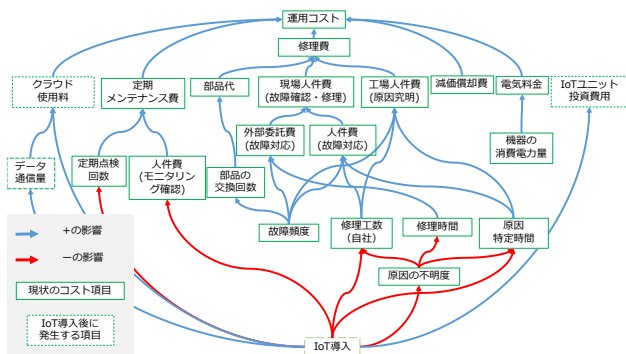 運用コスト
修理費
クラウド
使用料
定期
メンテナンス費
部品代
現場人件費
(故障確認・修理)
工場人件費
(原因究明)
減価償却費
電気料金
IoTユニット
投資費用
外部委託費
(故障対応)
人件費
(故障対応)
機器の
消費電力量
データ
通信量
定期点検
回数
人件費
(モニタリン
グ確認)
部品の
交換回数
故障頻度
修理工数
(自社)
修理時間
原因
特定時間
原因の不明度
IoT導入
+の影響
ーの影響
現状のコスト項目
IoT導入後に
発生する項目